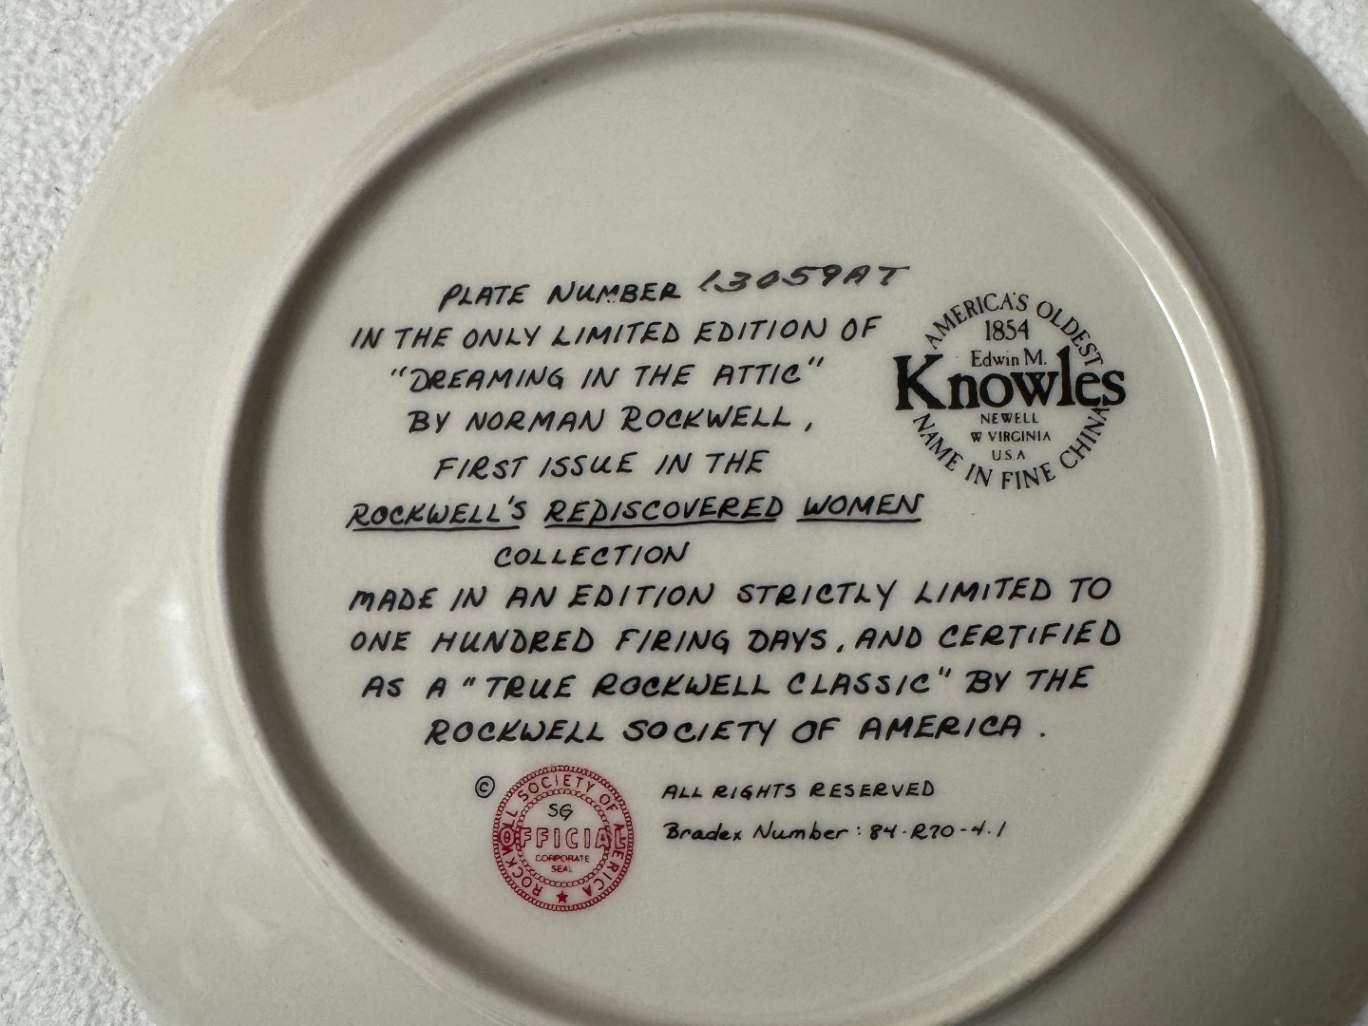 PLATE NUMBER 13059AT
IN THE ONLY LIMITED EDITION OF
"DREAMING IN THE ATTIC"
BY NORMAN ROCKWELL,
FIRST ISSUE IN THE
ROCKWELL'S REDISCOVERED WOMEN
COLLECTION
MADE IN AN EDITION STRICTLY LIMITED TO
ONE HUNDRED FIRING DAYS, AND CERTIFIED
AS A "TRUE ROCKWELL CLASSIC" BY THE
ROCKWELL SOCIETY OF AMERICA.
AMERICA'S OLDEST
1854
Edwin M.
Knowles
NEWELL
W VIRGINIA
USA
NAME IN FINE CHINA
©
ROCKWELL SOCIETY OF AMERICA
SG
OFFICIAL
CORPORATE
SEAL
ALL RIGHTS RESERVED
Bradex Number: 84-R70-4.1